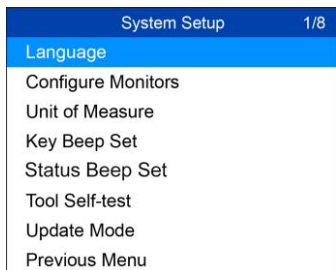 System Setup 1/8
Language
Configure Monitors
Unit of Measure
Key Beep Set
Status Beep Set
Tool Self-test
Update Mode
Previous Menu